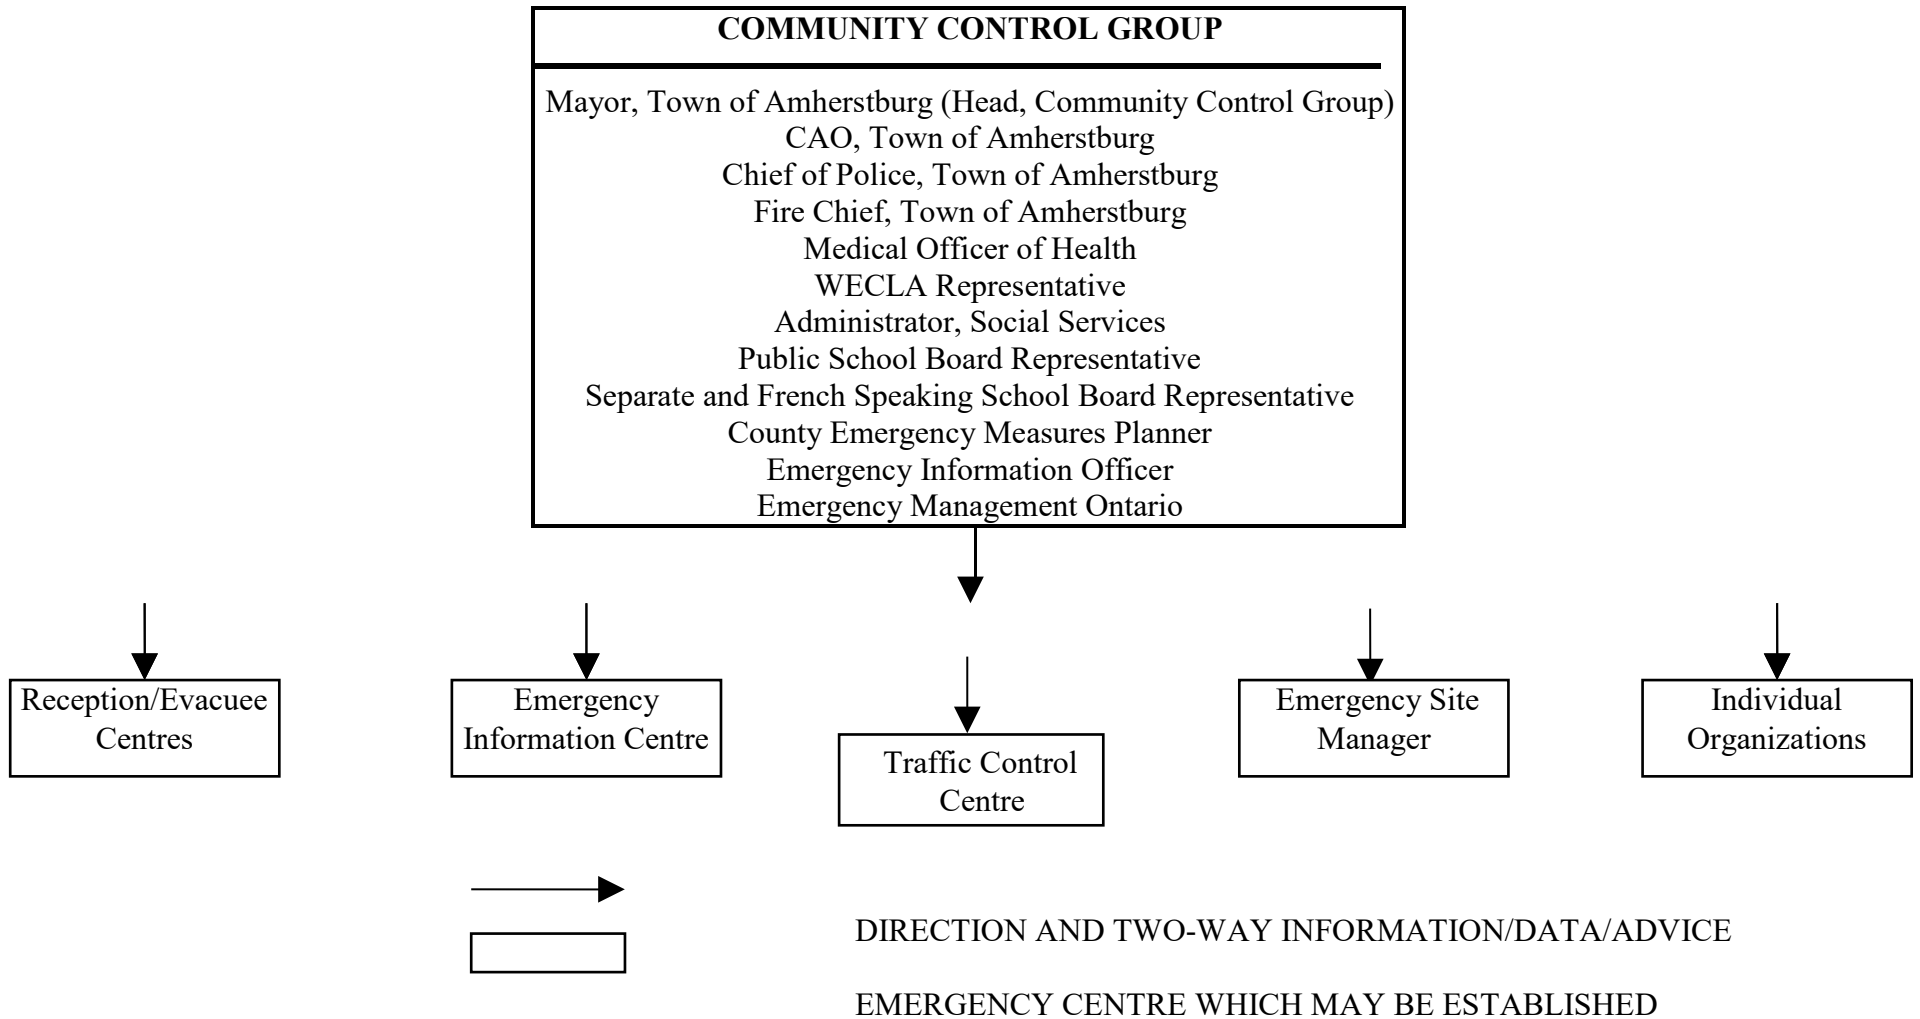 COMMUNITY CONTROL GROUP
Mayor, Town of Amherstburg (Head, Community Control Group)
CAO, Town of Amherstburg
Chief of Police, Town of Amherstburg
Fire Chief, Town of Amherstburg
Medical Officer of Health
WECLA Representative
Administrator, Social Services
Public School Board Representative
Separate and French Speaking School Board Representative
County Emergency Measures Planner
Emergency Information Officer
Emergency Management Ontario
Reception/Evacuee
Centres
Emergency
Information Centre
Traffic Control
Centre
Emergency Site
Manager
Individual
Organizations
DIRECTION AND TWO-WAY INFORMATION/DATA/ADVICE
EMERGENCY CENTRE WHICH MAY BE ESTABLISHED